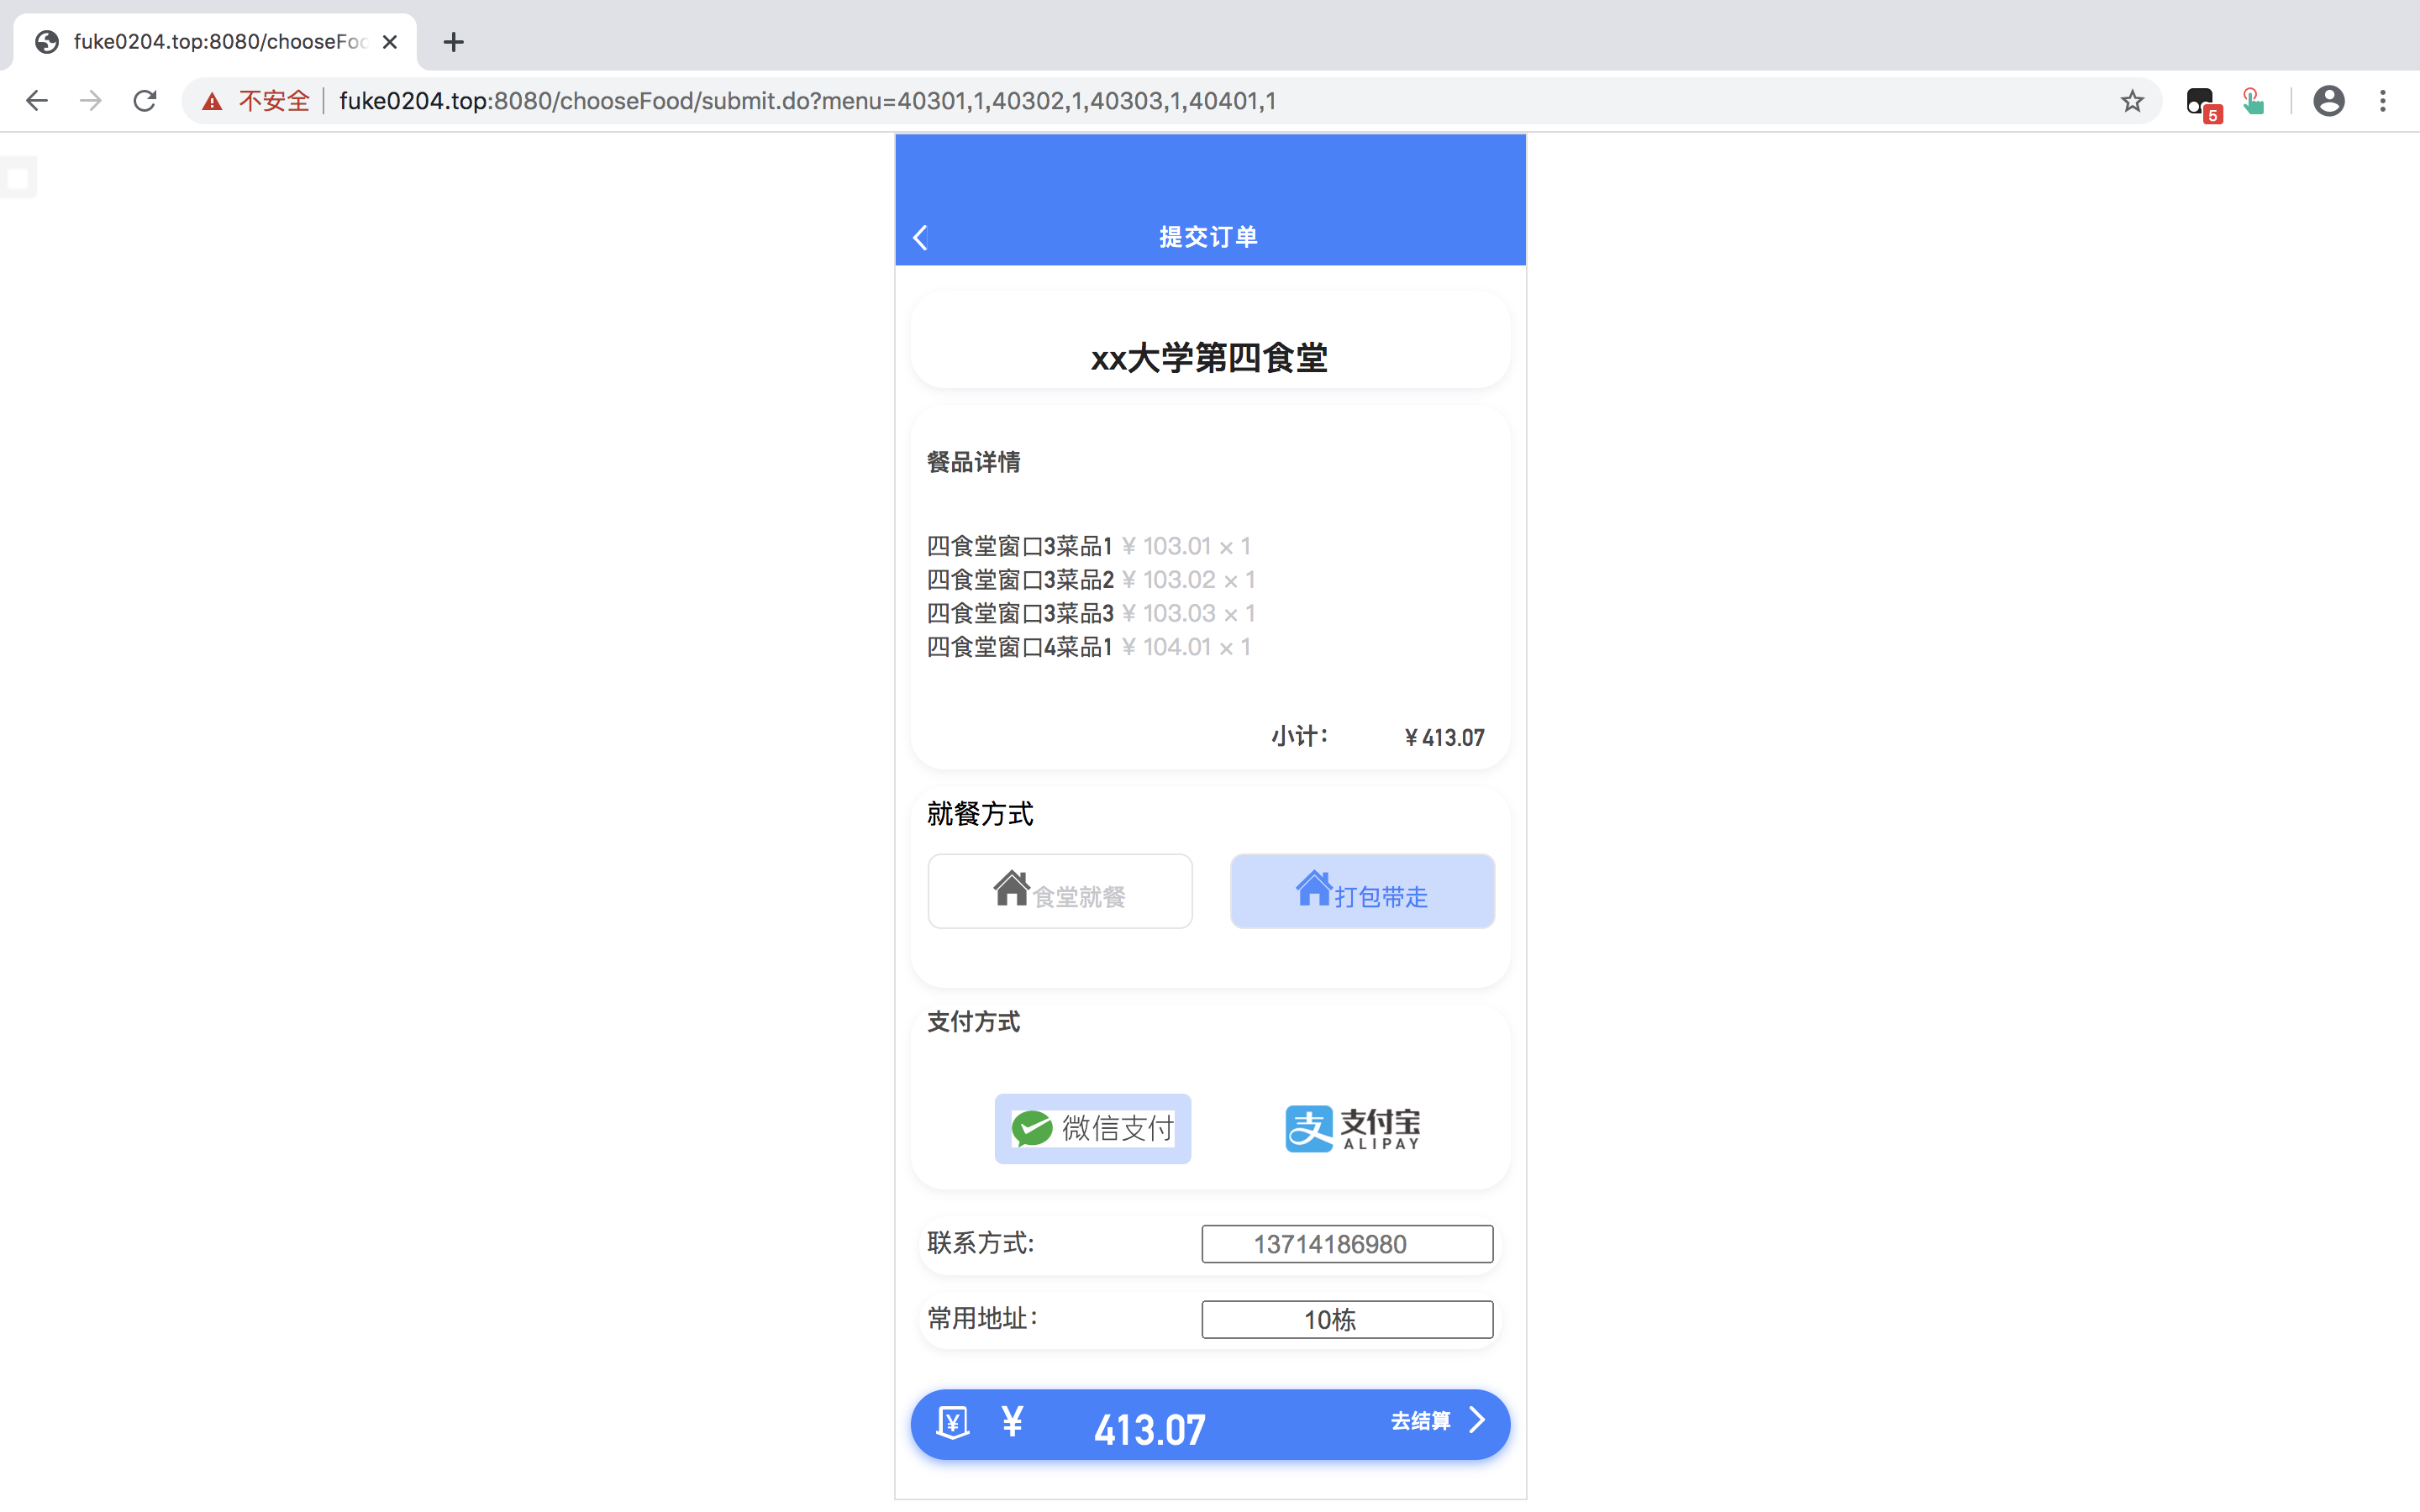 fuke0204.top:8080/chooseFoo
不安全 fuke0204.top:8080/chooseFood/submit.do?menu=40301,1,40302,1,40303,1,40401,1
5
提交订单
xx大学第四食堂
餐品详情
四食堂窗口3菜品1 ¥ 103.01 × 1
四食堂窗口3菜品2 ¥ 103.02 × 1
四食堂窗口3菜品3 ¥ 103.03 × 1
四食堂窗口4菜品1 ¥ 104.01 × 1
小计： ¥ 413.07
就餐方式
食堂就餐 打包带走
支付方式
微信支付 支付宝
ALIPAY
联系方式: 13714186980
常用地址： 10栋
¥ ¥ 413.07 去结算